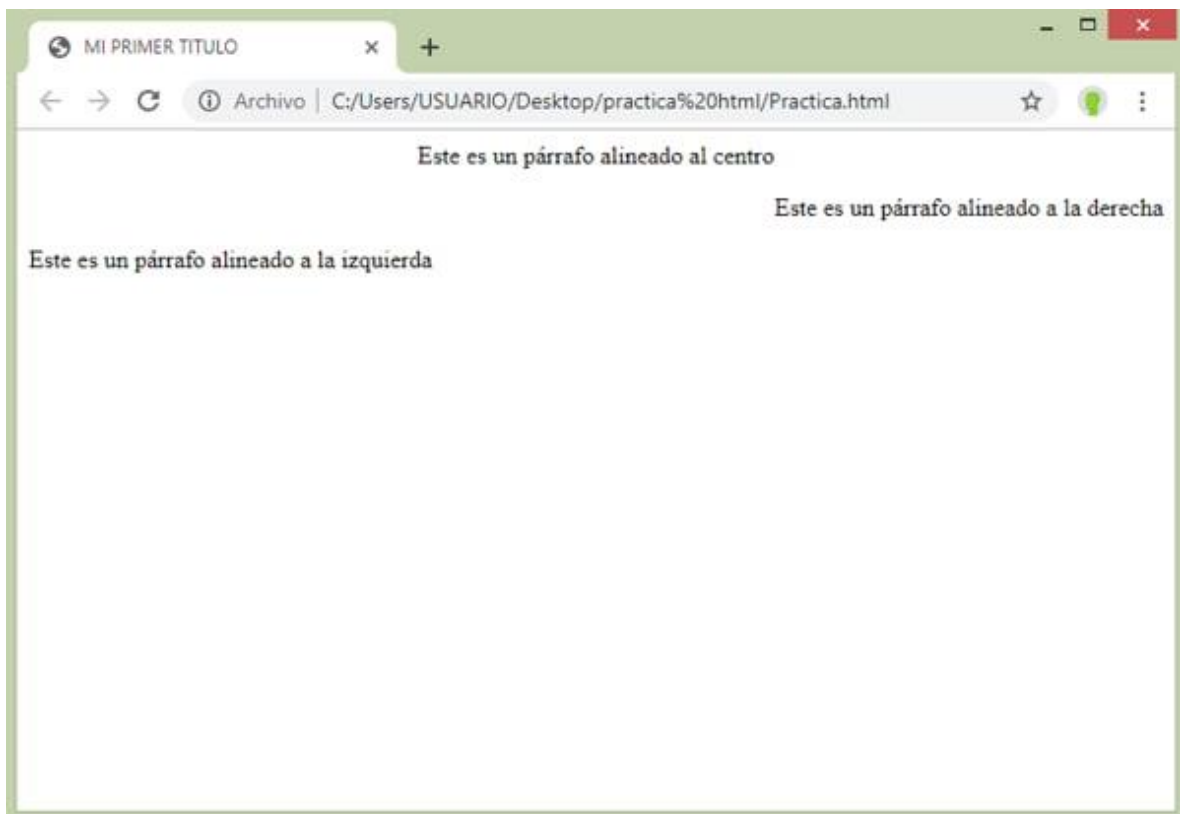 MI PRIMER TITULO
Archivo | C:/Users/USUARIO/Desktop/practica%20html/Practica.html
Este es un párrafo alineado al centro
Este es un párrafo alineado a la derecha
Este es un párrafo alineado a la izquierda